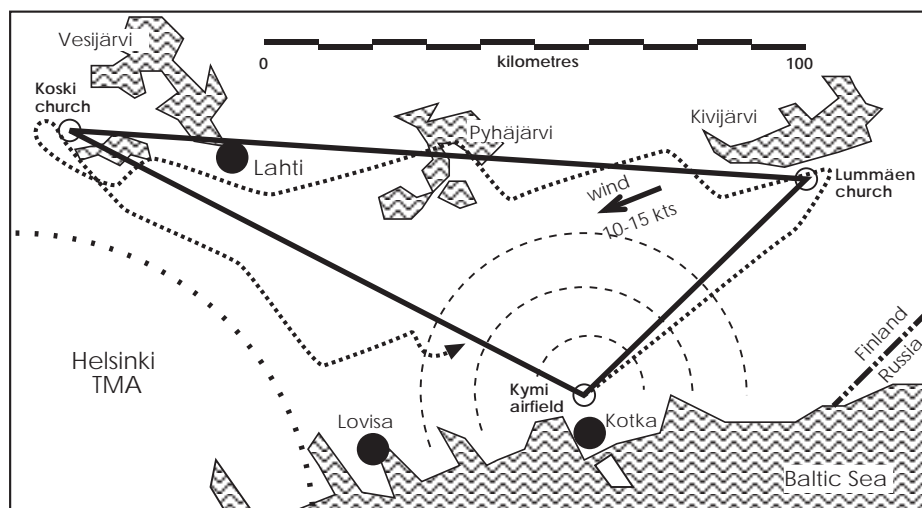 Vesijärvi
0
kilometres
100
Koski
church
Pyhäjärvi
Kivijärvi
Lahti
Lummäen
church
wind
10-15 kts
Finland
Russia
Helsinki
TMA
Kymi
airfield
Lovisa
Kotka
Baltic Sea